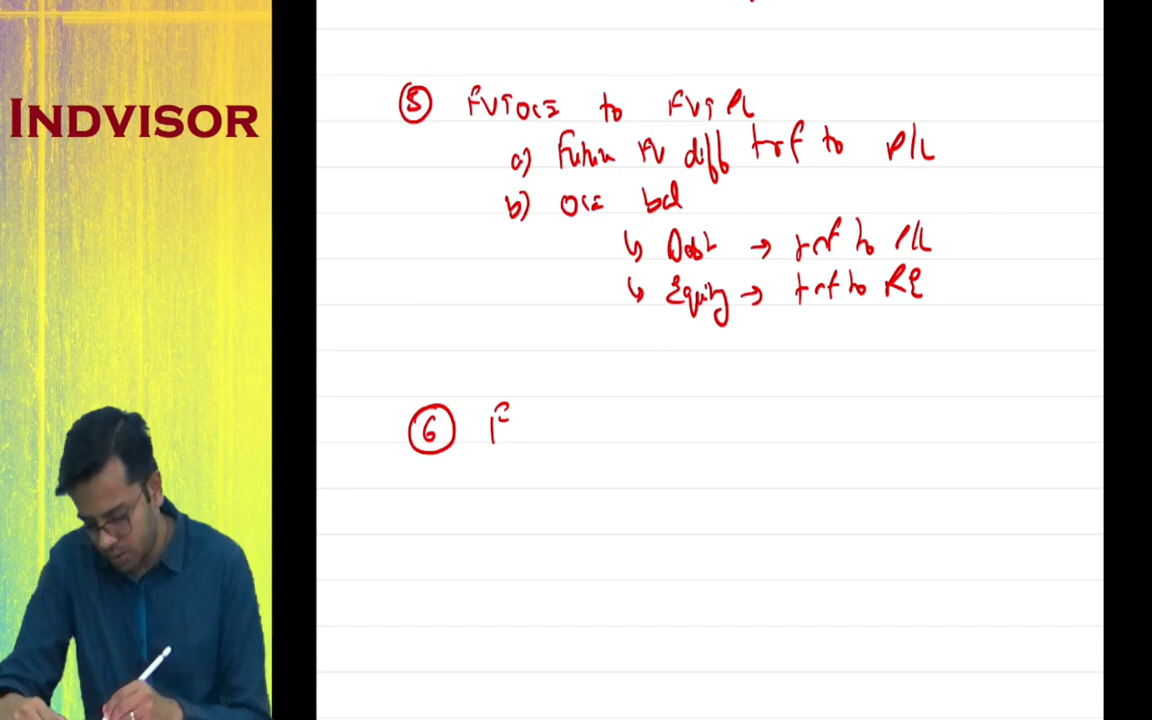 INDVISOR
⑤ FVTOCI to FVTPL
a) Future FV diff trf to P/L
b) OCI bal
↳ Debt → trf to P/L
↳ Equity → trf to RE
⑥ F